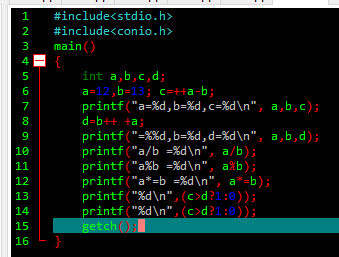 1 #include<stdio.h>
2 #include<conio.h>
3 main()
4 {
5 int a,b,c,d;
6 a=12,b=13; c=++a-b;
7 printf("a=%d,b=%d,c=%d\n", a,b,c);
8 d=b++ +a;
9 printf("=%%d,b=%d,d=%d\n", a,b,d);
10 printf("a/b =%d\n", a/b);
11 printf("a%b =%d\n", a%b);
12 printf("a*=b =%d\n", a*=b);
13 printf("%d\n",(c>d?1:0));
14 printf("%d\n",(c>d?1:0));
15 getch();
16 }